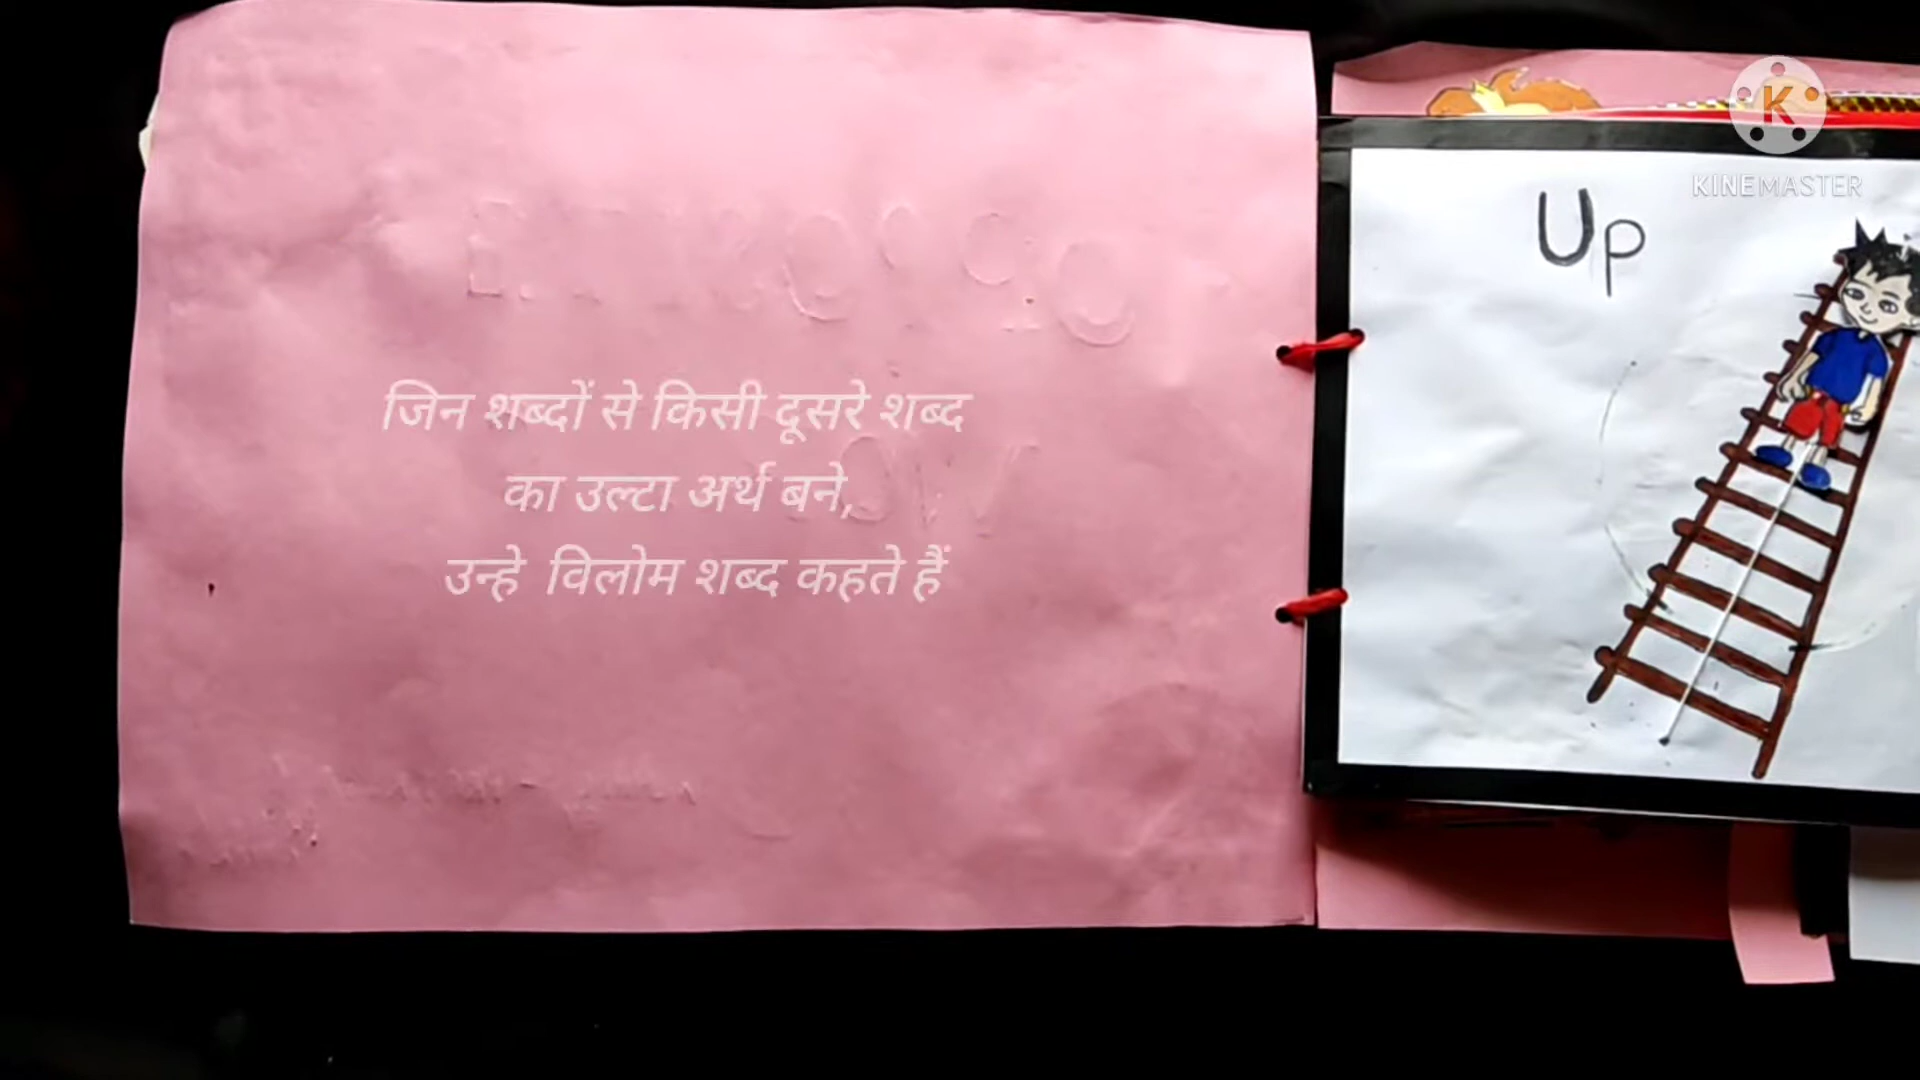 जिन शब्दों से किसी दूसरे शब्द
का उल्टा अर्थ बने,
उन्हे विलोम शब्द कहते हैं
Up
KINEMASTER